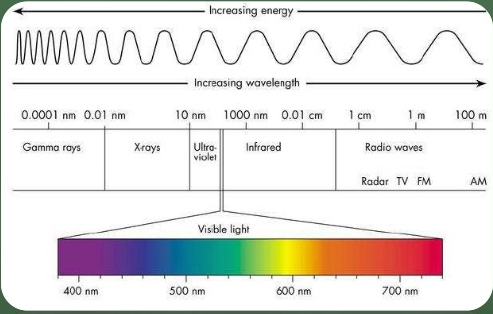 Increasing energy
Increasing wavelength
0.0001 nm 0.01 nm 10 nm 1000 nm 0.01 cm 1 cm 1 m 100 m
Gamma rays X-rays Ultra-violet Infrared Radio waves
Radar TV FM AM
Visible light
400 nm 500 nm 600 nm 700 nm